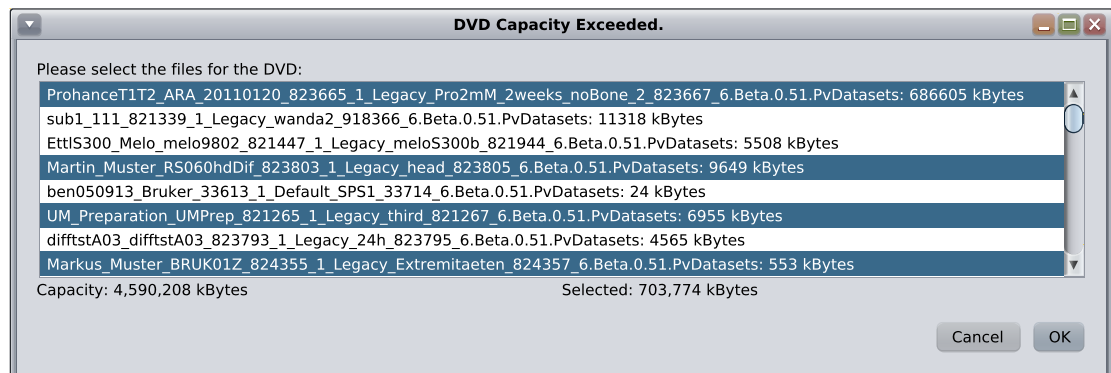 DVD Capacity Exceeded.
Please select the files for the DVD:
ProhanceT1T2_ARA_20110120_823665_1_Legacy_Pro2mM_2weeks_noBone_2_823667_6.Beta.0.51.PvDatasets: 686605 kBytes
sub1_111_821339_1_Legacy_wanda2_918366_6.Beta.0.51.PvDatasets: 11318 kBytes
EttlS300_Melo_melo9802_821447_1_Legacy_meloS300b_821944_6.Beta.0.51.PvDatasets: 5508 kBytes
Martin_Muster_RS060hdDif_823803_1_Legacy_head_823805_6.Beta.0.51.PvDatasets: 9649 kBytes
ben050913_Bruker_33613_1_Default_SPS1_33714_6.Beta.0.51.PvDatasets: 24 kBytes
UM_Preparation_UMPrep_821265_1_Legacy_third_821267_6.Beta.0.51.PvDatasets: 6955 kBytes
difftstA03_difftstA03_823793_1_Legacy_24h_823795_6.Beta.0.51.PvDatasets: 4565 kBytes
Markus_Muster_BRUK01Z_824355_1_Legacy_Extremitaeten_824357_6.Beta.0.51.PvDatasets: 553 kBytes
Capacity: 4,590,208 kBytes Selected: 703,774 kBytes
Cancel OK